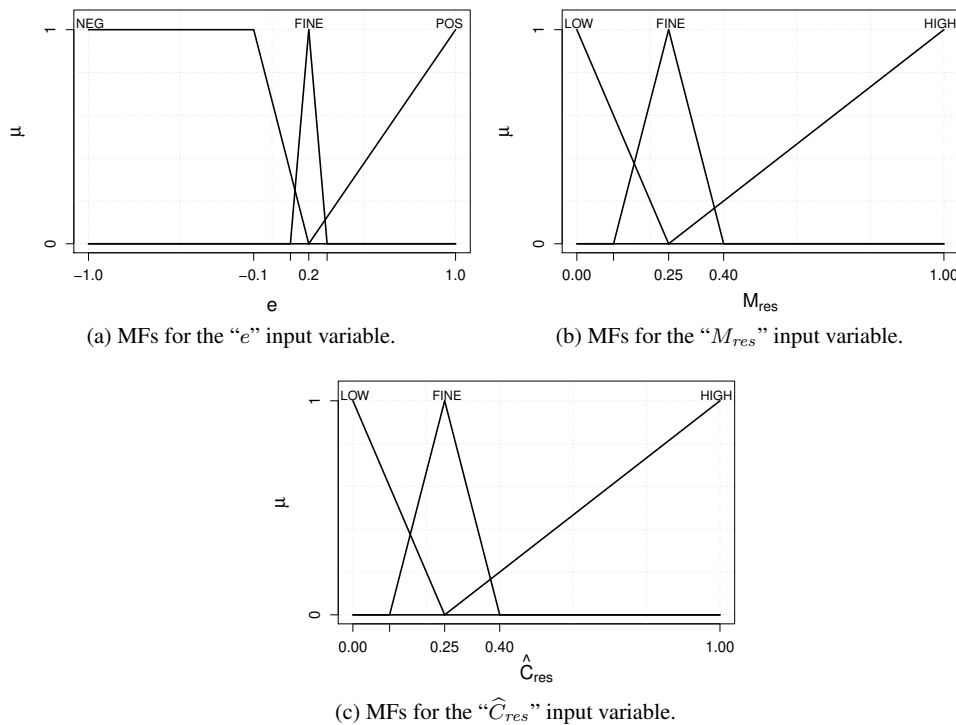 NEG FINE POS
1
μ
0
−1.0 −0.1 0.2 1.0
e
(a) MFs for the “e” input variable.
LOW FINE HIGH
1
μ
0
0.00 0.25 0.40 1.00
M_res
(b) MFs for the “M_res” input variable.
LOW FINE HIGH
1
μ
0
0.00 0.25 0.40 1.00
Ĉ_res
(c) MFs for the “Ĉ_res” input variable.